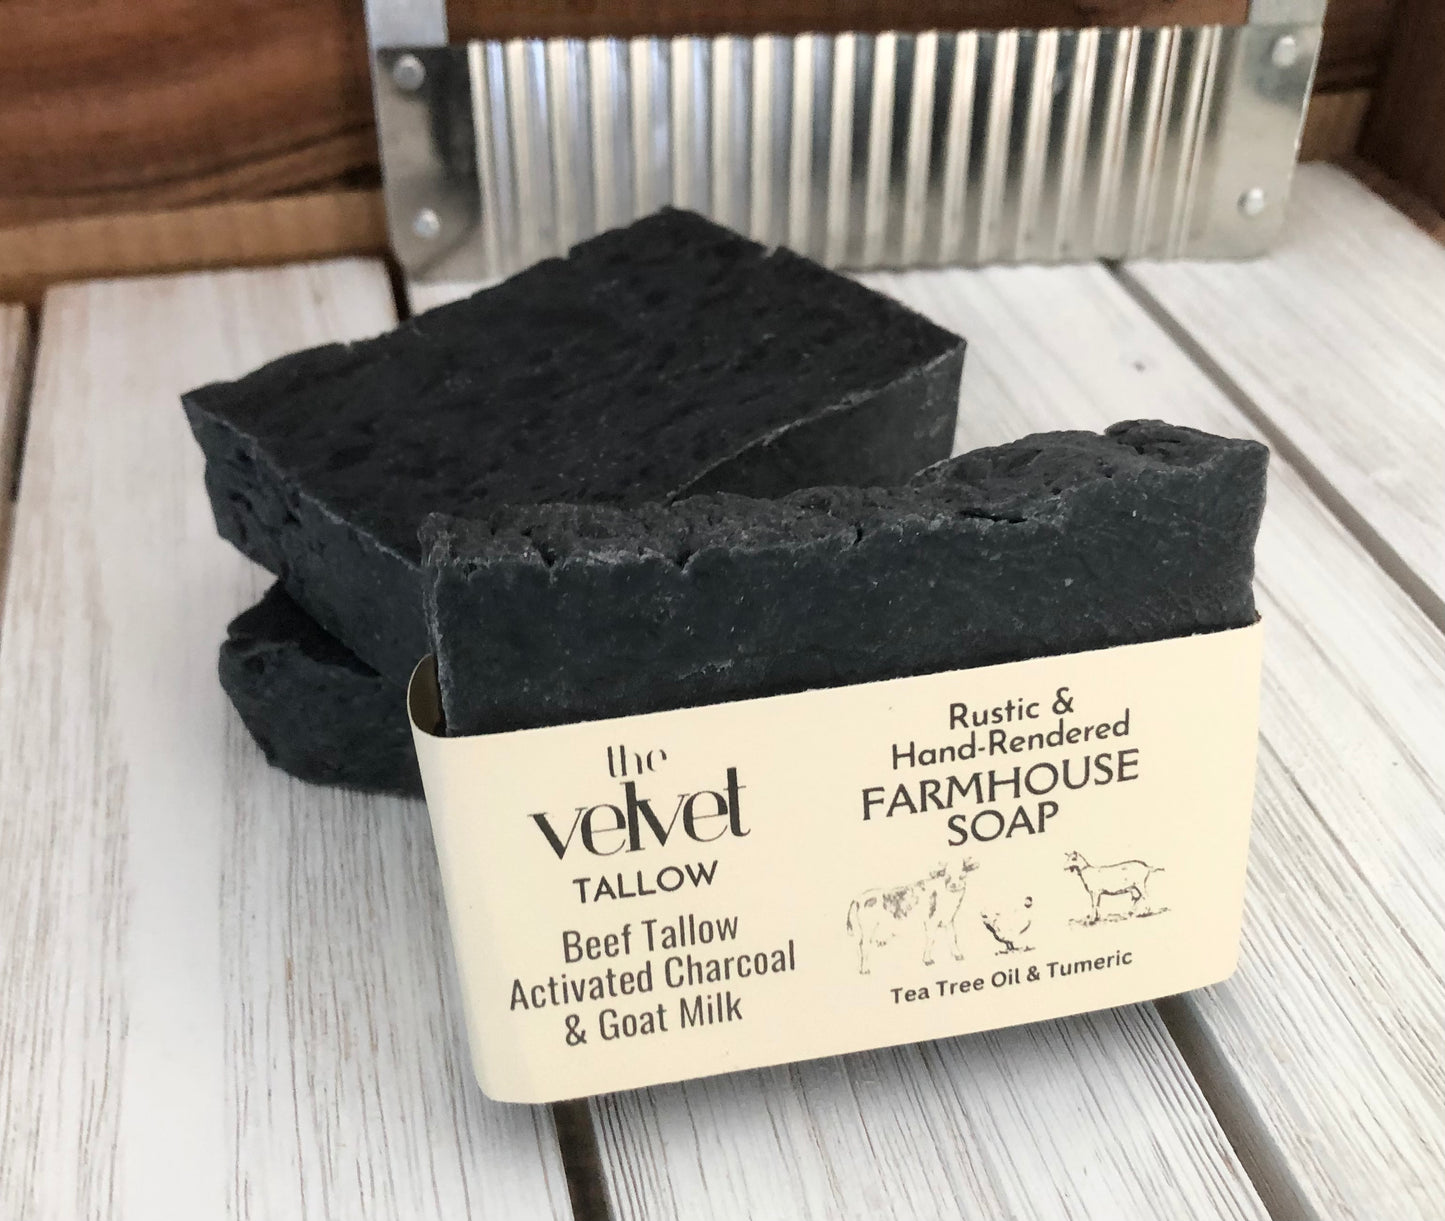 the
velvet
TALLOW
Beef Tallow
Activated Charcoal
& Goat Milk
Rustic &
Hand-Rendered
FARMHOUSE
SOAP
Tea Tree Oil & Tumeric